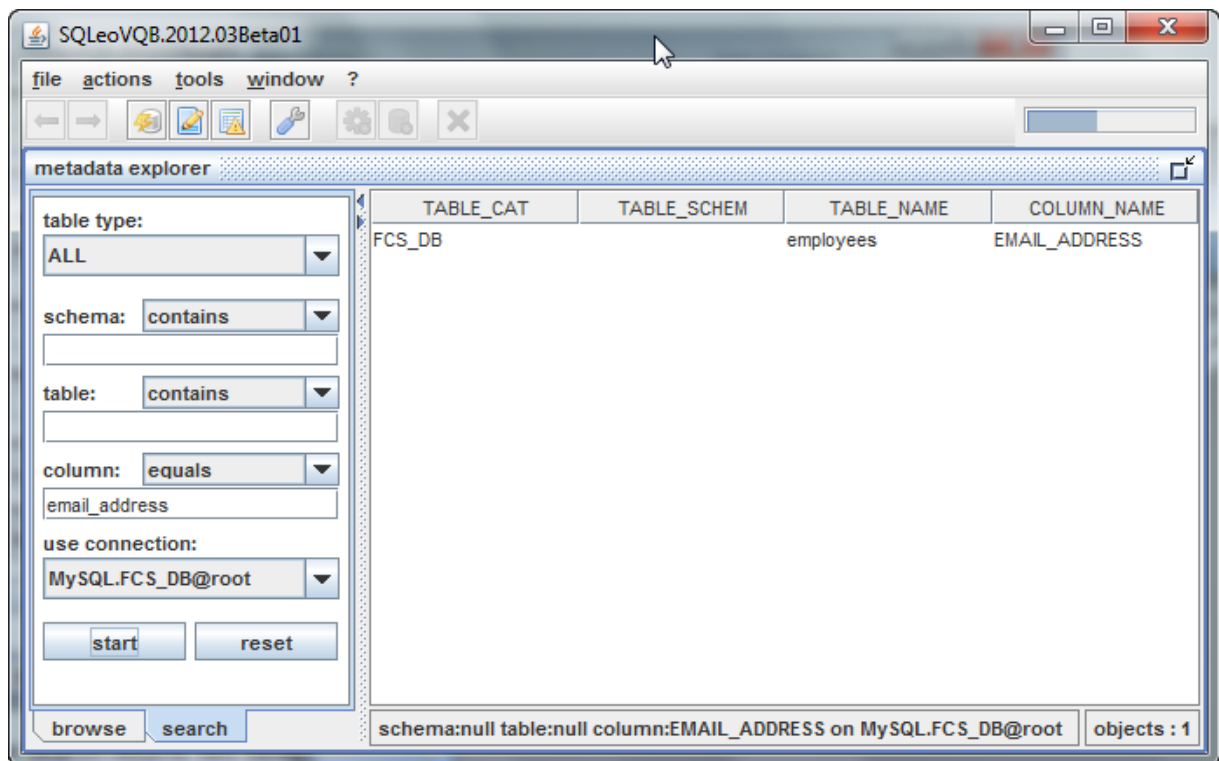 SQLeoVQB.2012.03Beta01
file actions tools window ?
metadata explorer
table type:
ALL
schema: contains
table: contains
column: equals
email_address
use connection:
MySQL.FCS_DB@root
start reset
browse search
TABLE_CAT TABLE_SCHEM TABLE_NAME COLUMN_NAME
FCS_DB employees EMAIL_ADDRESS
schema:null table:null column:EMAIL_ADDRESS on MySQL.FCS_DB@root objects : 1